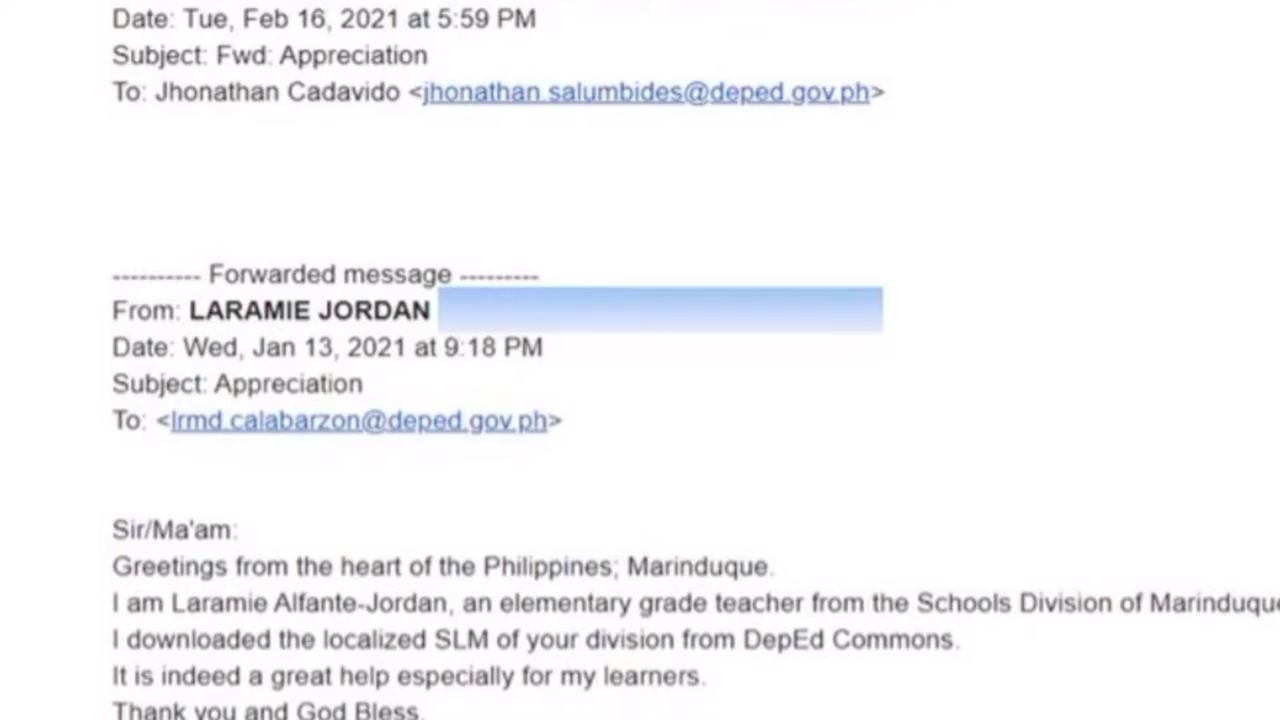 Date: Tue, Feb 16, 2021 at 5:59 PM
Subject: Fwd: Appreciation
To: Jhonathan Cadavido <jhonathan.salumbides@deped.gov.ph>
---------- Forwarded message ---------
From: LARAMIE JORDAN
Date: Wed, Jan 13, 2021 at 9:18 PM
Subject: Appreciation
To: <lrmd.calabarzon@deped.gov.ph>
Sir/Ma'am:
Greetings from the heart of the Philippines; Marinduque.
I am Laramie Alfante-Jordan, an elementary grade teacher from the Schools Division of Marinduque
I downloaded the localized SLM of your division from DepEd Commons.
It is indeed a great help especially for my learners.
Thank you and God Bless.